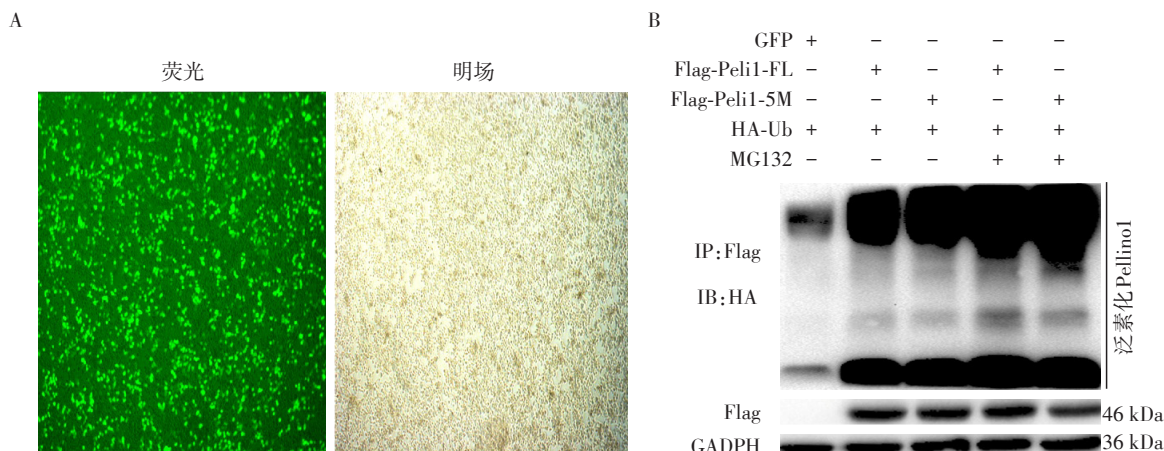 A
荧光 明场
B
GFP + − − − −
Flag-Peli1-FL − + − + −
Flag-Peli1-5M − − + − +
HA-Ub + + + + +
MG132 − − − + +
IP:Flag
IB:HA
泛素化Pellino1
Flag 46 kDa
GADPH 36 kDa